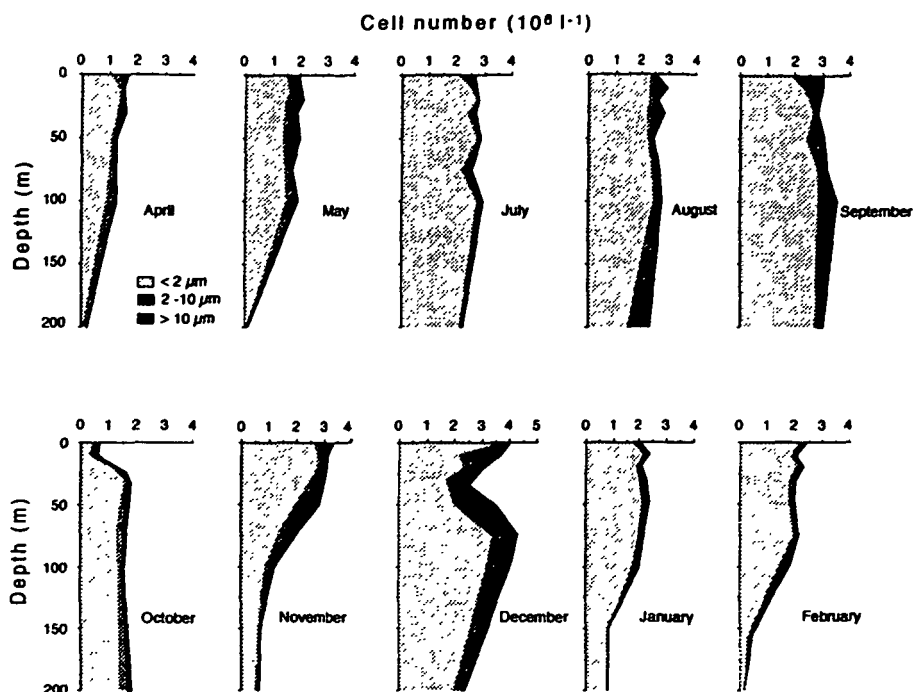 Cell number (10⁶ l⁻¹)
0 1 2 3 4
0 1 2 3 4
0 1 2 3 4
0 1 2 3 4
0 1 2 3 4
Depth (m)
0
50
100
150
200
April
May
July
August
September
< 2 µm
2 -10 µm
> 10 µm
0 1 2 3 4
0 1 2 3 4
0 1 2 3 4 5
0 1 2 3 4
0 1 2 3 4
Depth (m)
0
50
100
150
200
October
November
December
January
February